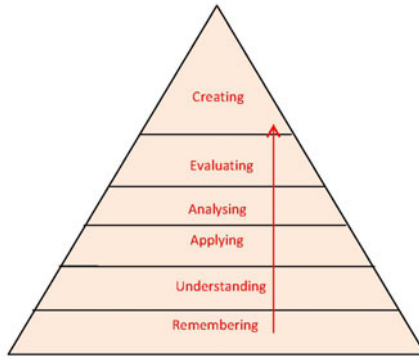 Creating
Evaluating
Analysing
Applying
Understanding
Remembering